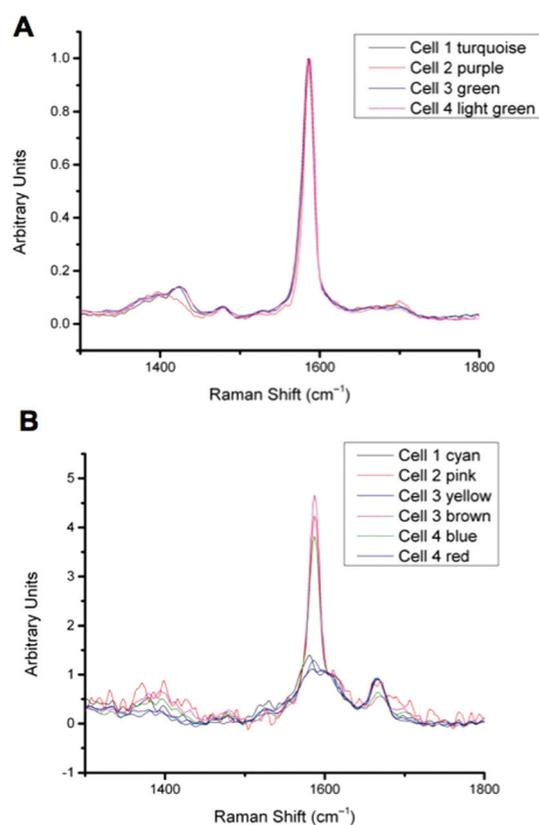 A
Cell 1 turquoise
Cell 2 purple
Cell 3 green
Cell 4 light green
Arbitrary Units
1.0
0.8
0.6
0.4
0.2
0.0
1400
1600
1800
Raman Shift (cm⁻¹)
B
Cell 1 cyan
Cell 2 pink
Cell 3 yellow
Cell 3 brown
Cell 4 blue
Cell 4 red
Arbitrary Units
5
4
3
2
1
0
-1
1400
1600
1800
Raman Shift (cm⁻¹)